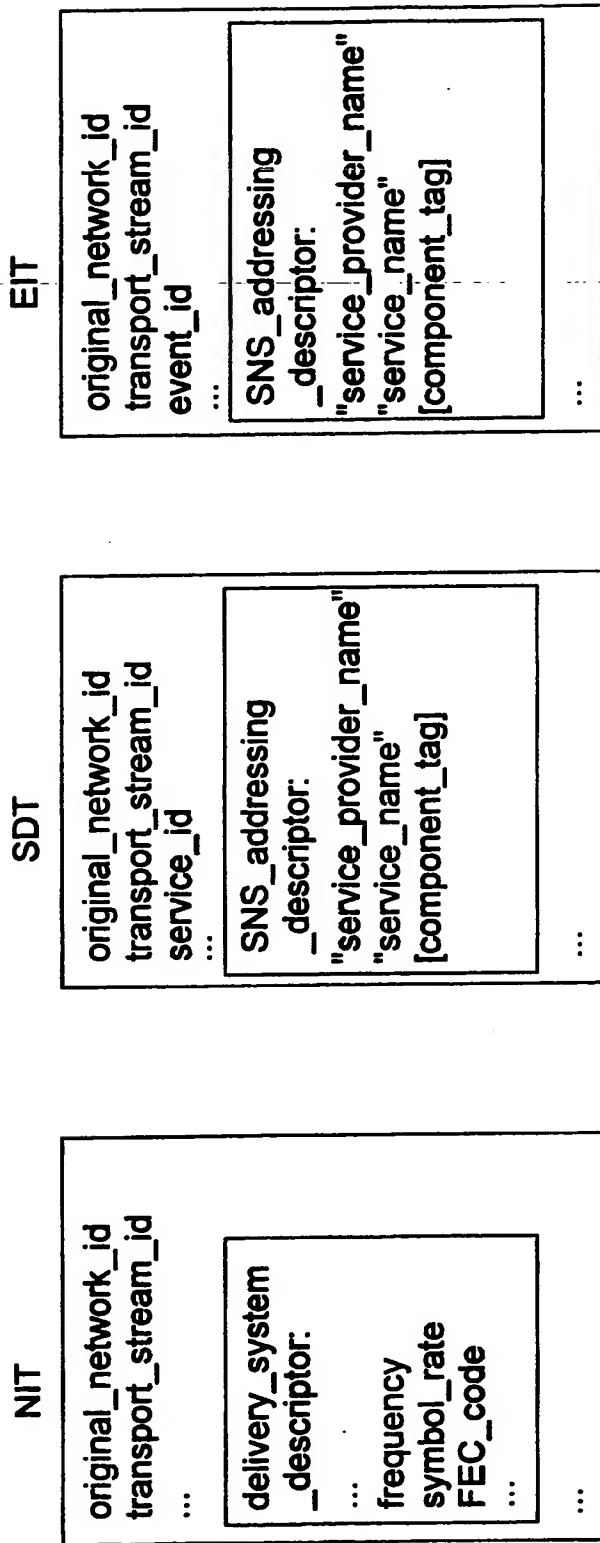 NIT
original_network_id
transport_stream_id
...
delivery_system
_descriptor:
...
frequency
symbol_rate
FEC_code
...
...
SDT
original_network_id
transport_stream_id
service_id
...
SNS_addressing
_descriptor:
"service_provider_name"
"service_name"
[component_tag]
...
EIT
original_network_id
transport_stream_id
event_id
...
SNS_addressing
_descriptor:
"service_provider_name"
"service_name"
[component_tag]
...